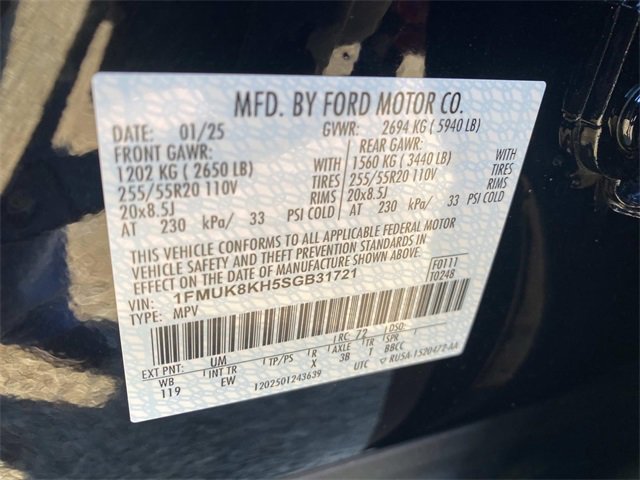 MFD. BY FORD MOTOR CO.
DATE: 01/25 GVWR: 2694 KG ( 5940 LB)
FRONT GAWR: REAR GAWR:
1202 KG ( 2650 LB) WITH 1560 KG ( 3440 LB) WITH
255/55R20 110V TIRES 255/55R20 110V TIRES
20x8.5J RIMS 20x8.5J RIMS
AT 230 kPa/ 33 PSI COLD AT 230 kPa/ 33 PSI COLD
THIS VEHICLE CONFORMS TO ALL APPLICABLE FEDERAL MOTOR
VEHICLE SAFETY AND THEFT PREVENTION STANDARDS IN
EFFECT ON THE DATE OF MANUFACTURE SHOWN ABOVE.
VIN: 1FMUK8KH5SGB31721 F0111
TYPE: MPV T0248
EXT PNT: UM RC: 72 DSO:
WB INT TR TP/PS R AXLE TR SPR
119 EW X 3B T BBCC
1202501243639 UTC RU5A-1520472-AA